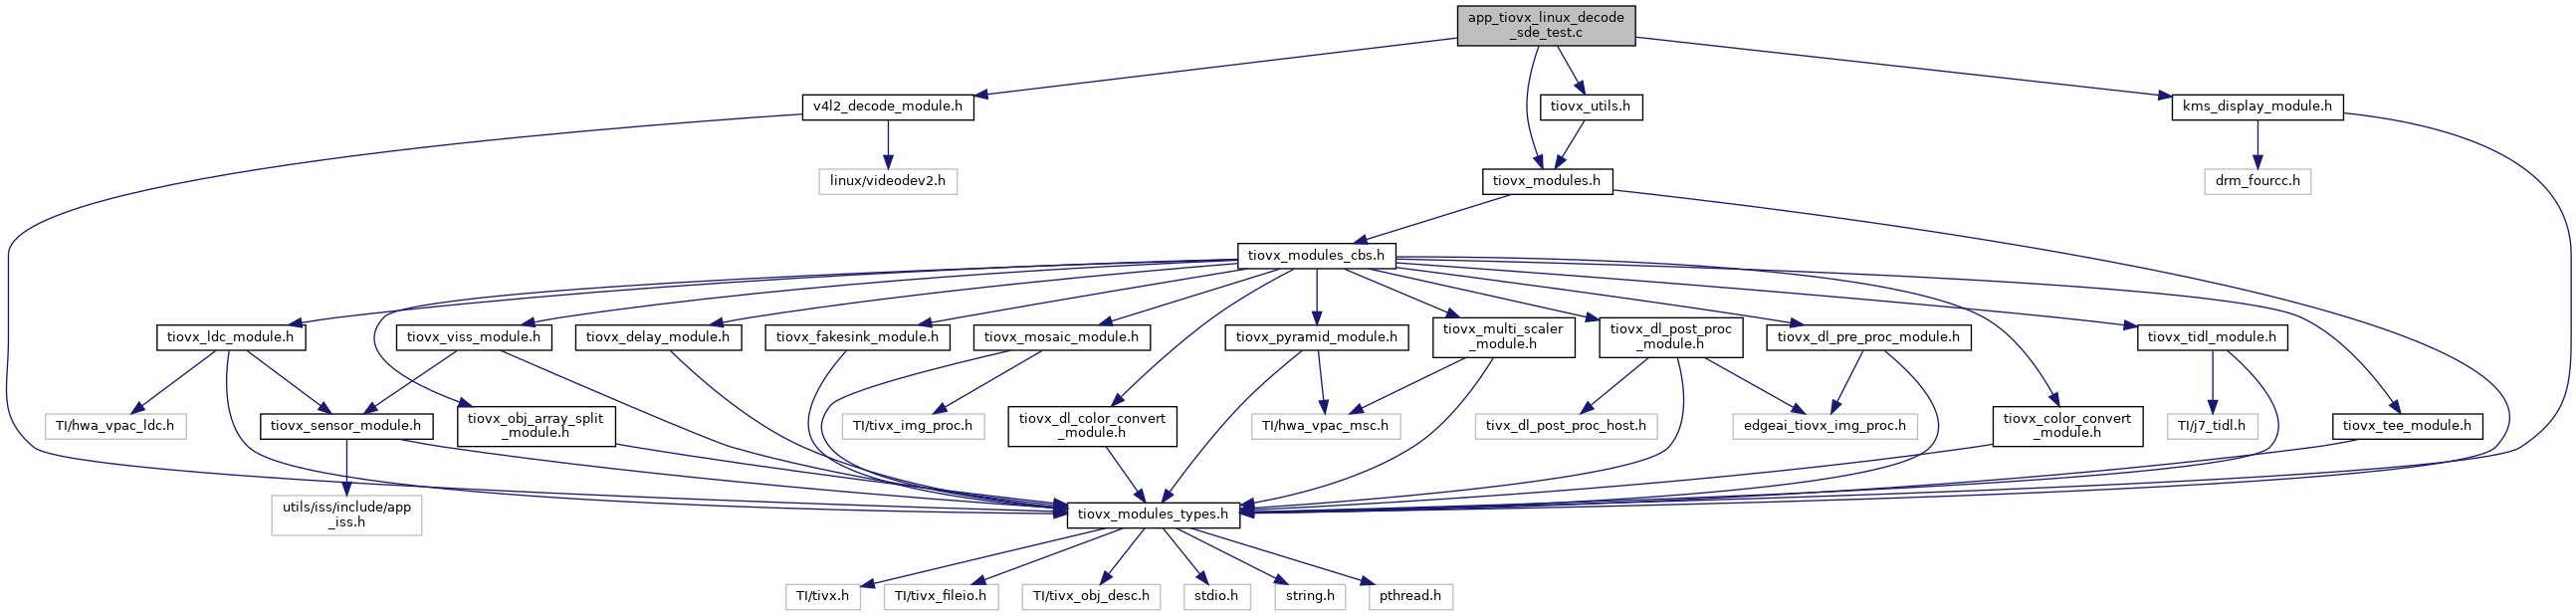 app_tiovx_linux_decode
_sde_test.c
v4l2_decode_module.h
tiovx_utils.h
kms_display_module.h
linux/videodev2.h
tiovx_modules.h
drm_fourcc.h
tiovx_modules_cbs.h
tiovx_ldc_module.h
tiovx_viss_module.h
tiovx_delay_module.h
tiovx_fakesink_module.h
tiovx_mosaic_module.h
tiovx_pyramid_module.h
tiovx_multi_scaler
_module.h
tiovx_dl_post_proc
_module.h
tiovx_dl_pre_proc_module.h
tiovx_tidl_module.h
TI/hwa_vpac_ldc.h
tiovx_sensor_module.h
tiovx_obj_array_split
_module.h
TI/tivx_img_proc.h
tiovx_dl_color_convert
_module.h
TI/hwa_vpac_msc.h
tivx_dl_post_proc_host.h
edgeai_tiovx_img_proc.h
tiovx_color_convert
_module.h
TI/j7_tidl.h
tiovx_tee_module.h
utils/iss/include/app
_iss.h
tiovx_modules_types.h
TI/tivx.h
TI/tivx_fileio.h
TI/tivx_obj_desc.h
stdio.h
string.h
pthread.h